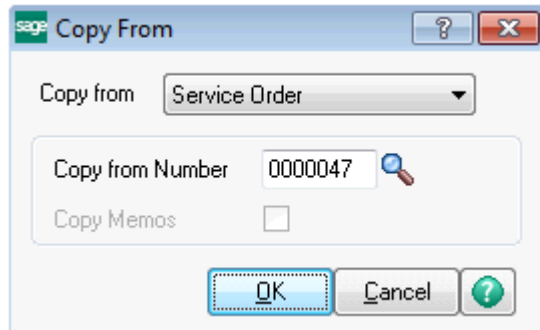 sage Copy From
Copy from Service Order
Copy from Number 0000047
Copy Memos
OK Cancel